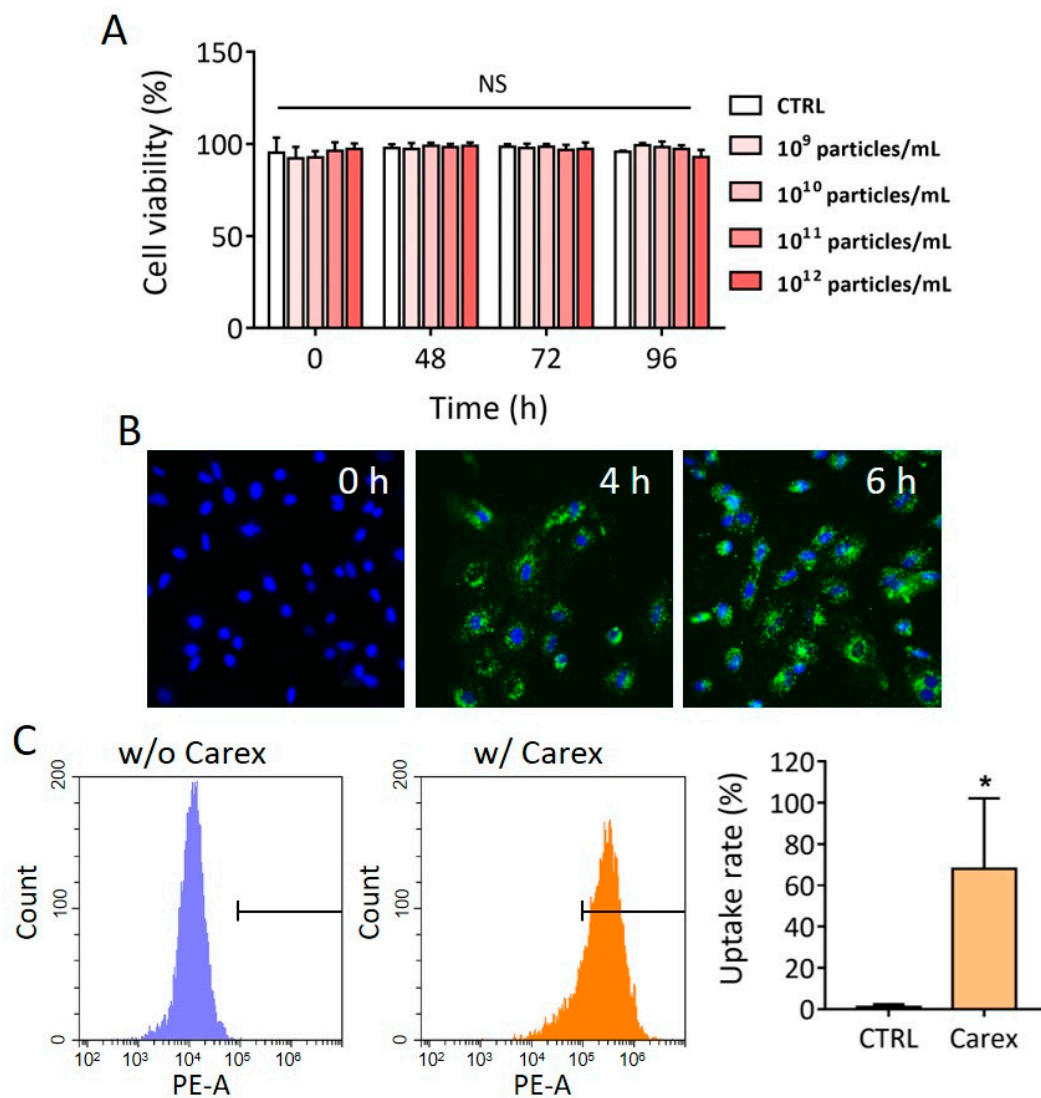 A
150
100
50
0
Cell viability (%)
NS
0 48 72 96
Time (h)
CTRL
10⁹ particles/mL
10¹⁰ particles/mL
10¹¹ particles/mL
10¹² particles/mL
B
0 h 4 h 6 h
C
w/o Carex
200
100
0
Count
10² 10³ 10⁴ 10⁵ 10⁶
PE-A
w/ Carex
200
100
0
Count
10² 10³ 10⁴ 10⁵ 10⁶
PE-A
120
100
80
60
40
20
0
Uptake rate (%)
*
CTRL Carex